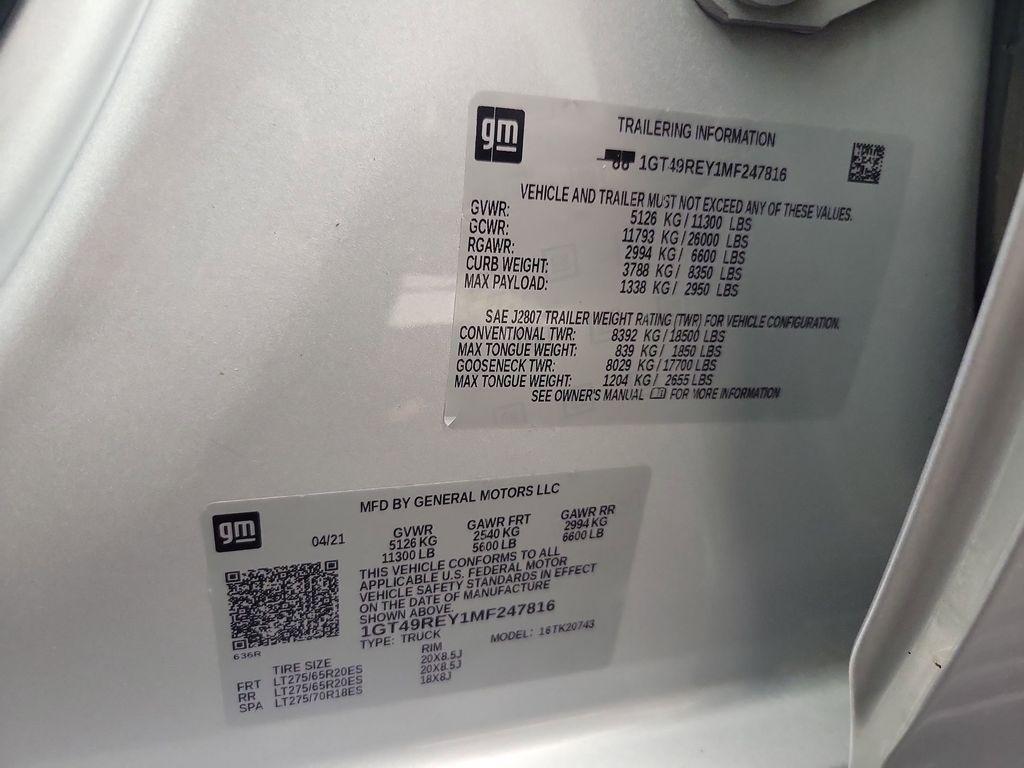 gm
TRAILERING INFORMATION
1GT49REY1MF247816
VEHICLE AND TRAILER MUST NOT EXCEED ANY OF THESE VALUES.
GVWR: 5126 KG / 11300 LBS
GCWR: 11793 KG / 26000 LBS
RGAWR: 2994 KG / 6600 LBS
CURB WEIGHT: 3788 KG / 8350 LBS
MAX PAYLOAD: 1338 KG / 2950 LBS
SAE J2807 TRAILER WEIGHT RATING (TWR) FOR VEHICLE CONFIGURATION.
CONVENTIONAL TWR: 8392 KG / 18500 LBS
MAX TONGUE WEIGHT: 839 KG / 1850 LBS
GOOSENECK TWR: 8029 KG / 17700 LBS
MAX TONGUE WEIGHT: 1204 KG / 2655 LBS
SEE OWNER'S MANUAL FOR MORE INFORMATION
MFD BY GENERAL MOTORS LLC
gm
04/21
GVWR GAWR FRT GAWR RR
5126 KG 2540 KG 2994 KG
11300 LB 5600 LB 6600 LB
THIS VEHICLE CONFORMS TO ALL
APPLICABLE U.S. FEDERAL MOTOR
VEHICLE SAFETY STANDARDS IN EFFECT
ON THE DATE OF MANUFACTURE
SHOWN ABOVE.
1GT49REY1MF247816
TYPE: TRUCK MODEL: 16TK20743
636R
TIRE SIZE RIM
FRT LT275/65R20ES 20X8.5J
RR LT275/65R20ES 20X8.5J
SPA LT275/70R18ES 18X8J